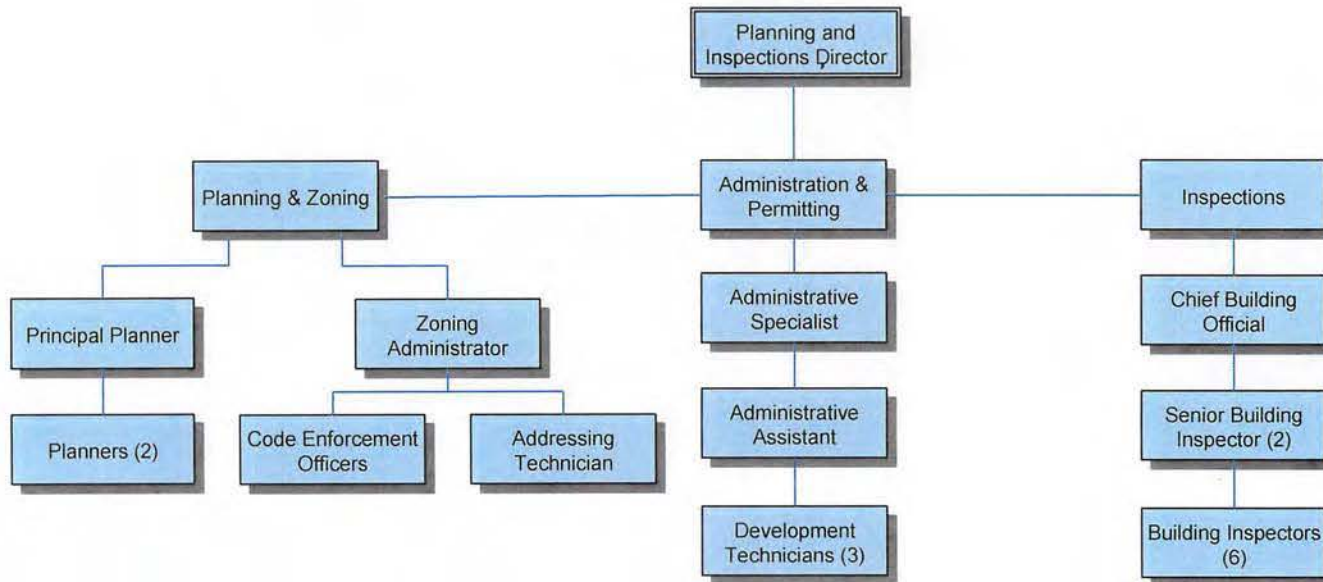 Planning and
Inspections Director
Planning & Zoning
Administration &
Permitting
Inspections
Principal Planner
Zoning
Administrator
Administrative
Specialist
Chief Building
Official
Planners (2)
Code Enforcement
Officers
Addressing
Technician
Administrative
Assistant
Senior Building
Inspector (2)
Development
Technicians (3)
Building Inspectors
(6)